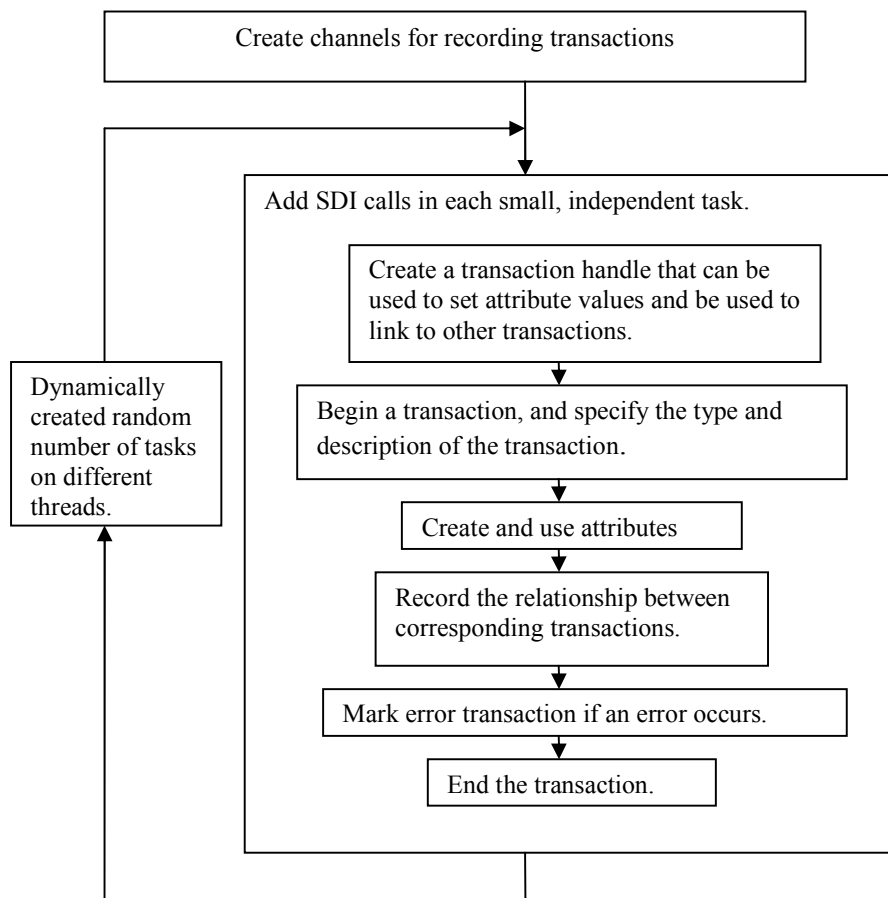 Create channels for recording transactions
Add SDI calls in each small, independent task.
Create a transaction handle that can be
used to set attribute values and be used to
link to other transactions.
Dynamically
created random
number of tasks
on different
threads.
Begin a transaction, and specify the type and
description of the transaction.
Create and use attributes
Record the relationship between
corresponding transactions.
Mark error transaction if an error occurs.
End the transaction.